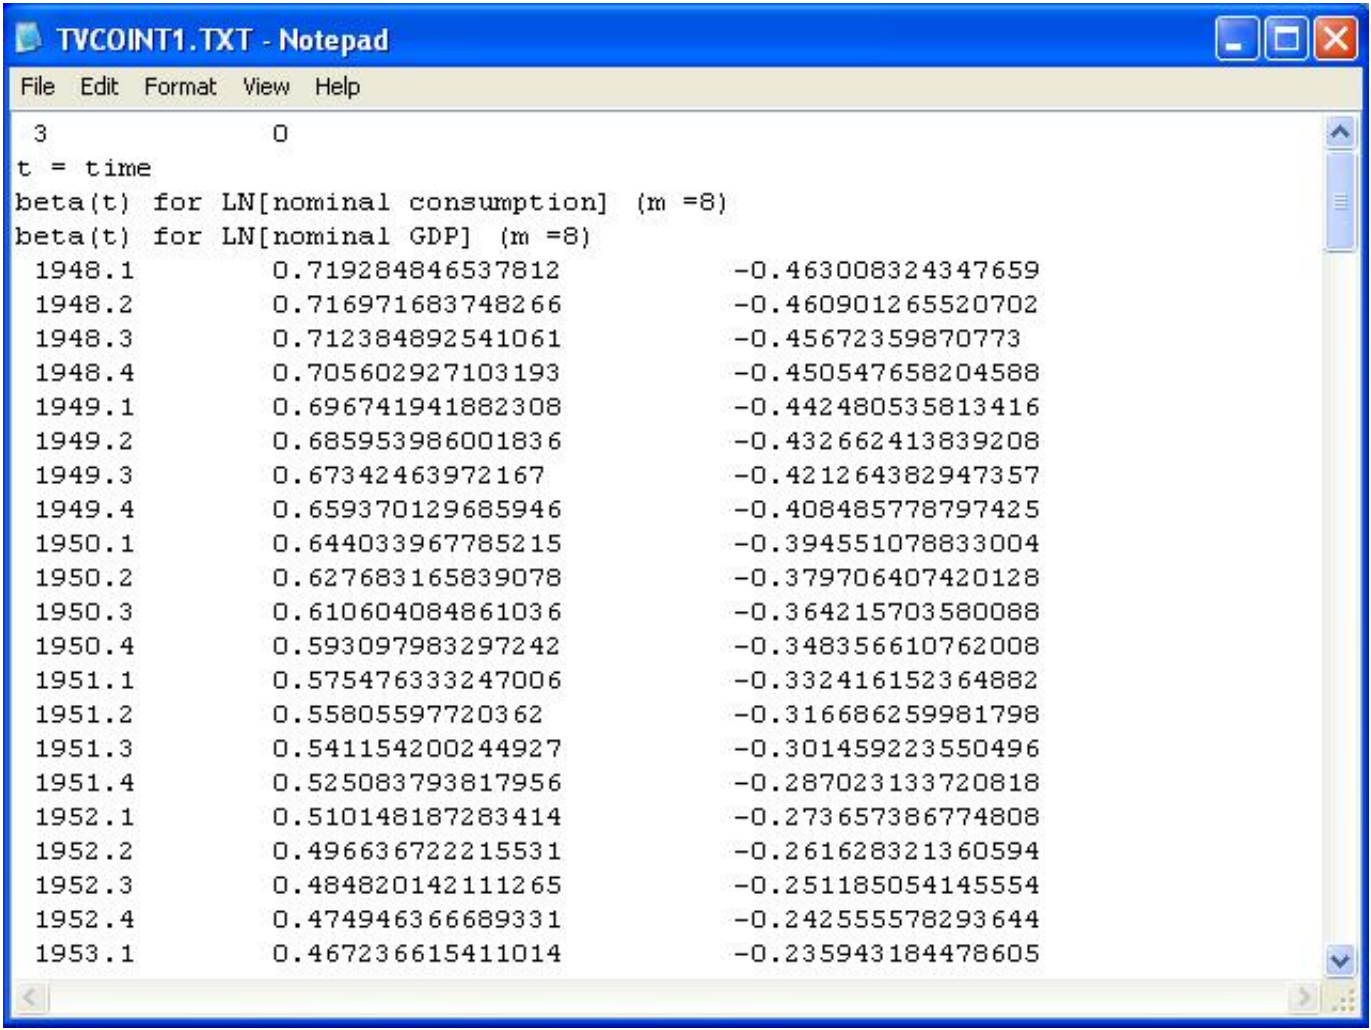 TVCOINT1.TXT - Notepad
File Edit Format View Help
3 0
t = time
beta(t) for LN[nominal consumption] (m =8)
beta(t) for LN[nominal GDP] (m =8)
1948.1 0.719284846537812 -0.463008324347659
1948.2 0.716971683748266 -0.460901265520702
1948.3 0.712384892541061 -0.45672359870773
1948.4 0.705602927103193 -0.450547658204588
1949.1 0.696741941882308 -0.442480535813416
1949.2 0.685953986001836 -0.432662413839208
1949.3 0.67342463972167 -0.421264382947357
1949.4 0.659370129685946 -0.408485778797425
1950.1 0.644033967785215 -0.394551078833004
1950.2 0.627683165839078 -0.379706407420128
1950.3 0.610604084861036 -0.364215703580088
1950.4 0.593097983297242 -0.348356610762008
1951.1 0.575476333247006 -0.332416152364882
1951.2 0.55805597720362 -0.316686259981798
1951.3 0.541154200244927 -0.301459223550496
1951.4 0.525083793817956 -0.287023133720818
1952.1 0.510148187283414 -0.273657386774808
1952.2 0.496636722215531 -0.261628321360594
1952.3 0.484820142111265 -0.251185054145554
1952.4 0.474946366689331 -0.242555578293644
1953.1 0.467236615411014 -0.235943184478605